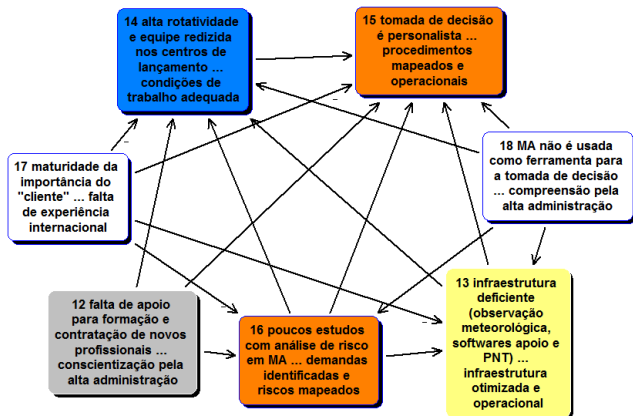 14 alta rotatividade
e equipe redizida
nos centros de
lançamento ...
condições de
trabalho adequada
15 tomada de decisão
é personalista ...
procedimentos
mapeados e
operacionais
17 maturidade da
importância do
"cliente" ... falta
de experiência
internacional
18 MA não é usada
como ferramenta para
a tomada de decisão
... compreensão pela
alta administração
12 falta de apoio
para formação e
contratação de novos
profissionais ...
conscientização pela
alta administração
16 poucos estudos
com análise de risco
em MA ... demandas
identificadas e
riscos mapeados
13 infraestrutura
deficiente
(observação
meteorológica,
softwares apoio e
PNT) ...
infraestrutura
otimizada e
operacional